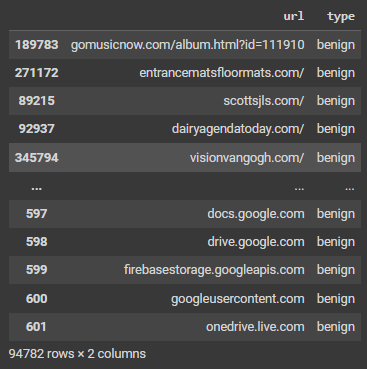 url type
189783 gomusicnow.com/album.html?id=111910 benign
271172 entrancematsfloormats.com/ benign
89215 scottsjls.com/ benign
92937 dairyagendatoday.com/ benign
345794 visionvangogh.com/ benign
... ... ...
597 docs.google.com benign
598 drive.google.com benign
599 firebasestorage.googleapis.com benign
600 googleusercontent.com benign
601 onedrive.live.com benign
94782 rows × 2 columns